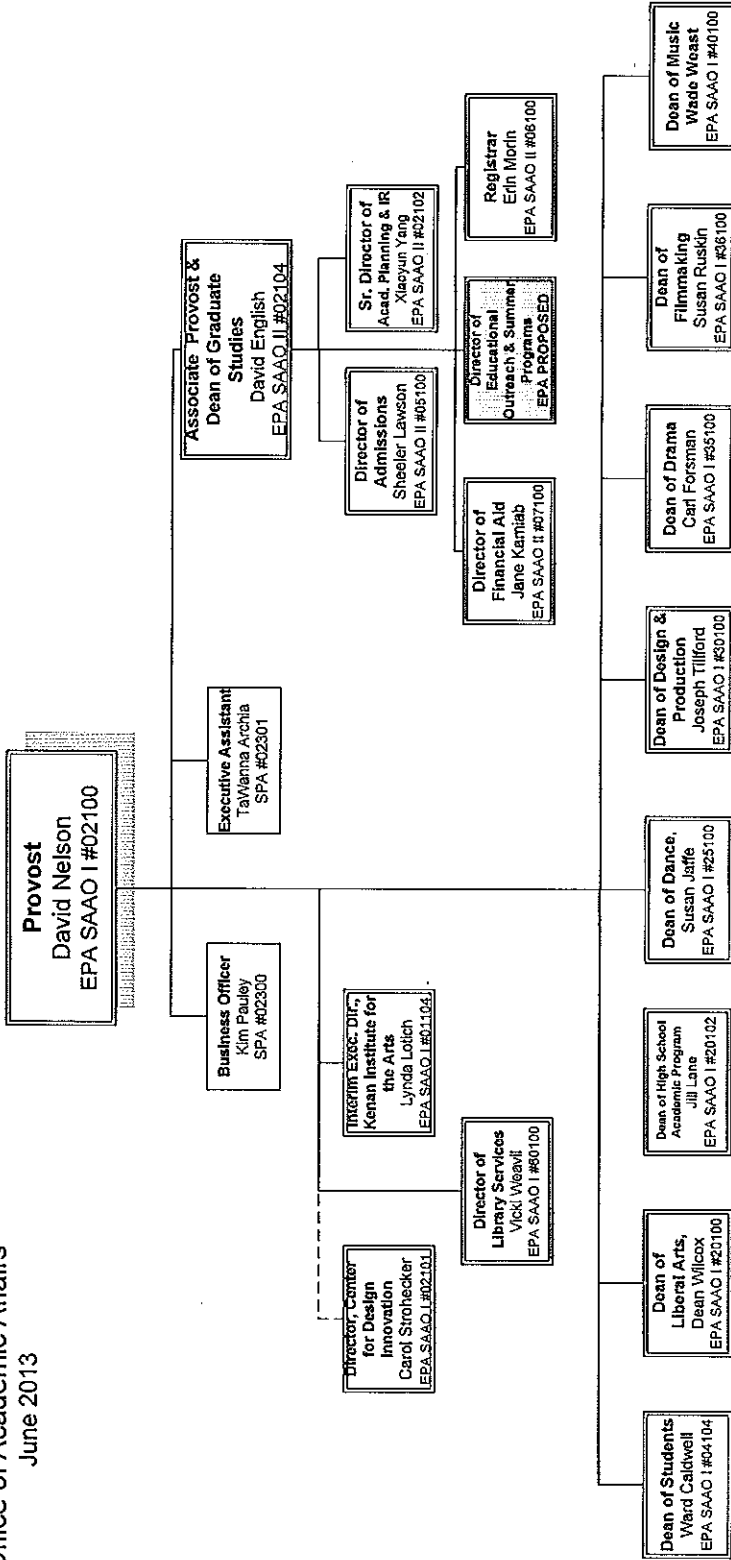 Office of Academic Affairs
June 2013
Provost
David Nelson
EPA SAAO I #02100
Business Officer
Kim Pauley
SPA #02300
Executive Assistant
TaWanna Archia
SPA #02301
Associate Provost &
Dean of Graduate
Studies
David English
EPA SAAO II #02104
Director, Center
for Design
Innovation
Carol Strohecker
EPA SAAO I #02101
Interim Exec. Dir.,
Kenan Institute for
the Arts
Lynda Lotich
EPA SAAO I #01104
Director of
Admissions
Sheeler Lawson
EPA SAAO II #05100
Sr. Director of
Acad. Planning & IR
Xiaoyun Yang
EPA SAAO II #02102
Director of
Library Services
Vicki Weavil
EPA SAAO I #60100
Director of
Financial Aid
Jane Kamiab
EPA SAAO II #07100
Director of
Educational
Outreach & Summer
Programs
EPA PROPOSED
Registrar
Erin Morin
EPA SAAO II #06100
Dean of Students
Ward Caldwell
EPA SAAO I #04104
Dean of
Liberal Arts,
Dean Wilcox
EPA SAAO I #20100
Dean of High School
Academic Program
Jill Lane
EPA SAAO I #20102
Dean of Dance,
Susan Jaffe
EPA SAAO I #25100
Dean of Design &
Production
Joseph Tillford
EPA SAAO I #30100
Dean of Drama
Carl Forsman
EPA SAAO I #35100
Dean of
Filmmaking
Susan Ruskin
EPA SAAO I #36100
Dean of Music
Wade Weast
EPA SAAO I #40100